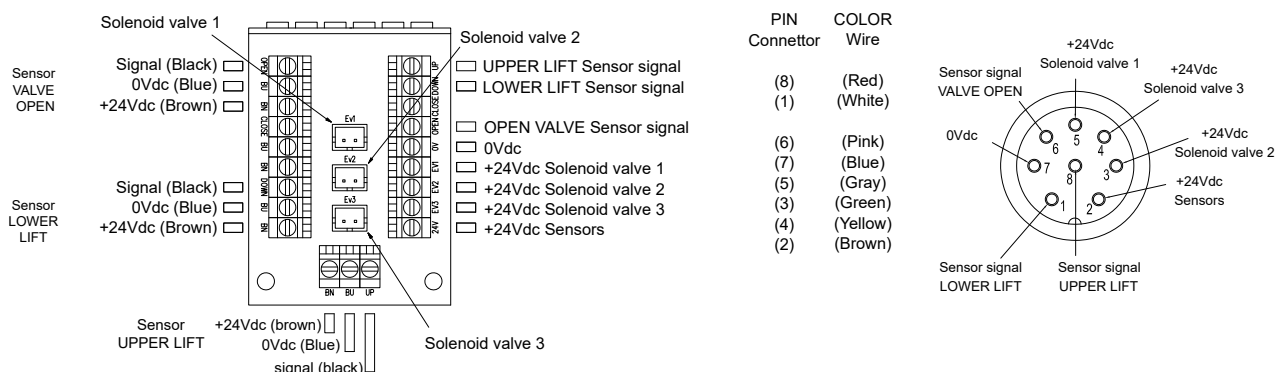 Solenoid valve 1
Solenoid valve 2
Sensor
VALVE
OPEN
Signal (Black)
0Vdc (Blue)
+24Vdc (Brown)
Sensor
LOWER
LIFT
Signal (Black)
0Vdc (Blue)
+24Vdc (Brown)
OPEN
BU
BN
CLOSE
BU
BN
DOWN
BU
BN
Ev1
Ev2
Ev3
UP
DOWN
CLOSE
OPEN
0V
EV1
EV2
EV3
24V
UPPER LIFT Sensor signal
LOWER LIFT Sensor signal
OPEN VALVE Sensor signal
0Vdc
+24Vdc Solenoid valve 1
+24Vdc Solenoid valve 2
+24Vdc Solenoid valve 3
+24Vdc Sensors
BN BU UP
Sensor
UPPER LIFT
+24Vdc (brown)
0Vdc (Blue)
signal (black)
Solenoid valve 3
PIN COLOR
Connettor Wire
(8) (Red)
(1) (White)
(6) (Pink)
(7) (Blue)
(5) (Gray)
(3) (Green)
(4) (Yellow)
(2) (Brown)
+24Vdc
Solenoid valve 1
Sensor signal
VALVE OPEN
+24Vdc
Solenoid valve 3
0Vdc
+24Vdc
Solenoid valve 2
+24Vdc
Sensors
6 5 4
7 8 3
1 2
Sensor signal
LOWER LIFT
Sensor signal
UPPER LIFT